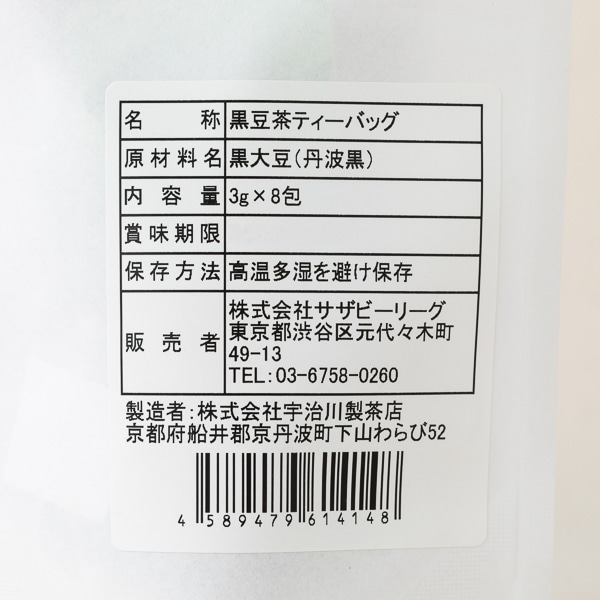 名称 黒豆茶ティーバッグ
原材料名 黒大豆(丹波黒)
内容量 3g×8包
賞味期限
保存方法 高温多湿を避け保存
販売者 株式会社サザビーリーグ
東京都渋谷区元代々木町
49-13
TEL:03-6758-0260
製造者:株式会社宇治川製茶店
京都府船井郡京丹波町下山わらび52
4 589479 614148